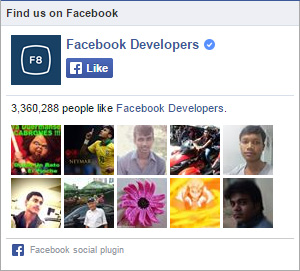 Find us on Facebook
F8
Facebook Developers
Like
3,360,288 people like Facebook Developers.
NEYMAR
Facebook social plugin